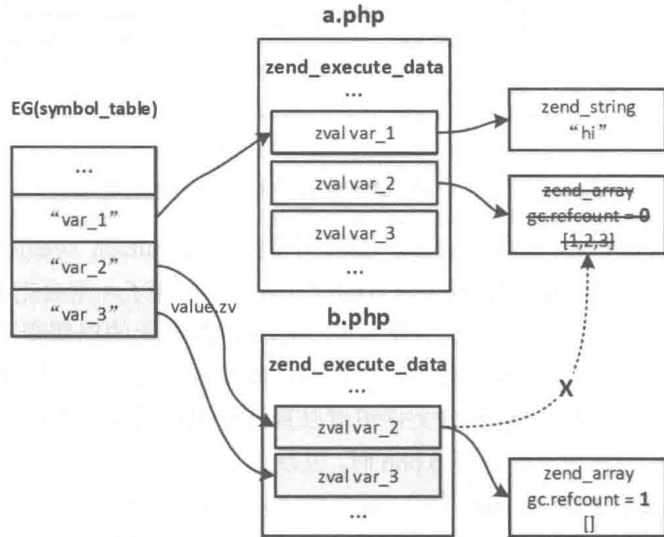 a.php
zend_execute_data
...
EG(symbol_table)
zend_string
"hi"
zval var_1
...
zval var_2
zend_array
gc.refcount = 0
[1,2,3]
"var_1"
zval var_3
"var_2"
...
"var_3"
value.zv
b.php
zend_execute_data
...
X
zval var_2
zval var_3
zend_array
gc.refcount = 1
[]
...